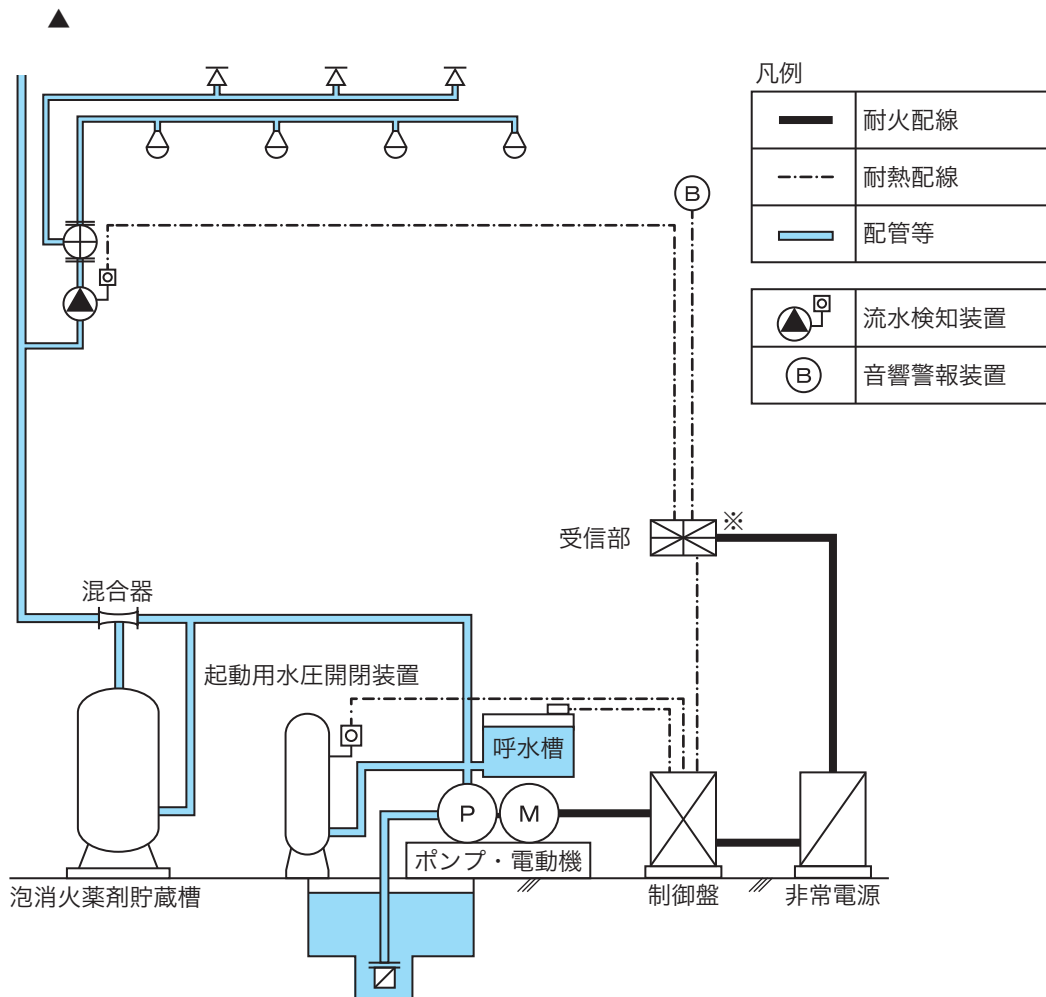 凡例
耐火配線
耐熱配線
配管等
流水検知装置
B
音響警報装置
B
受信部
※
混合器
起動用水圧開閉装置
呼水槽
P
M
ポンプ・電動機
泡消火薬剤貯蔵槽
制御盤
非常電源